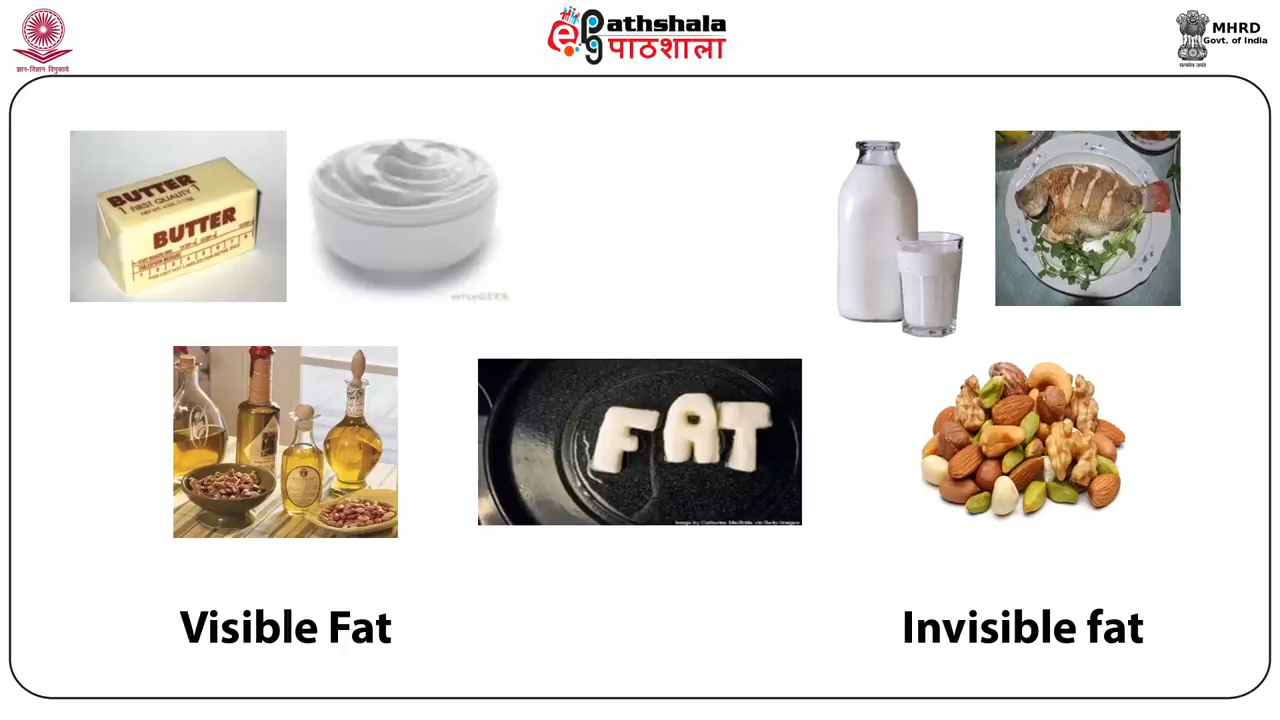 ज्ञान-विज्ञान विमुक्तये
ePG Pathshala
पाठशाला
MHRD
Govt. of India
सत्यमेव जयते
BUTTER
FIRST QUALITY
BUTTER
FAT
Visible Fat
Invisible fat